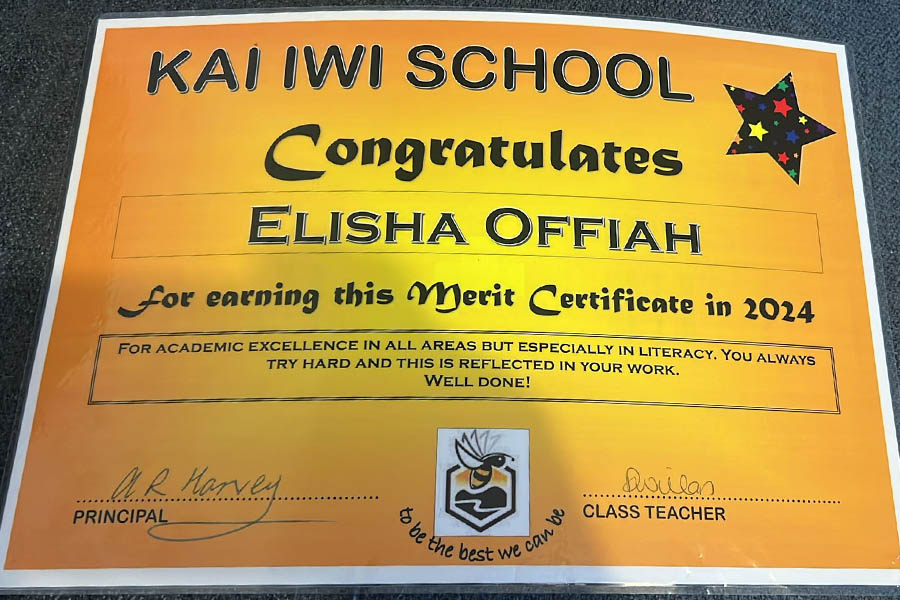 KAI IWI SCHOOL
Congratulates
ELISHA OFFIAH
For earning this Merit Certificate in 2024
FOR ACADEMIC EXCELLENCE IN ALL AREAS BUT ESPECIALLY IN LITERACY. YOU ALWAYS
TRY HARD AND THIS IS REFLECTED IN YOUR WORK.
WELL DONE!
A R Harvey
PRINCIPAL
CLASS TEACHER
to be the best we can be